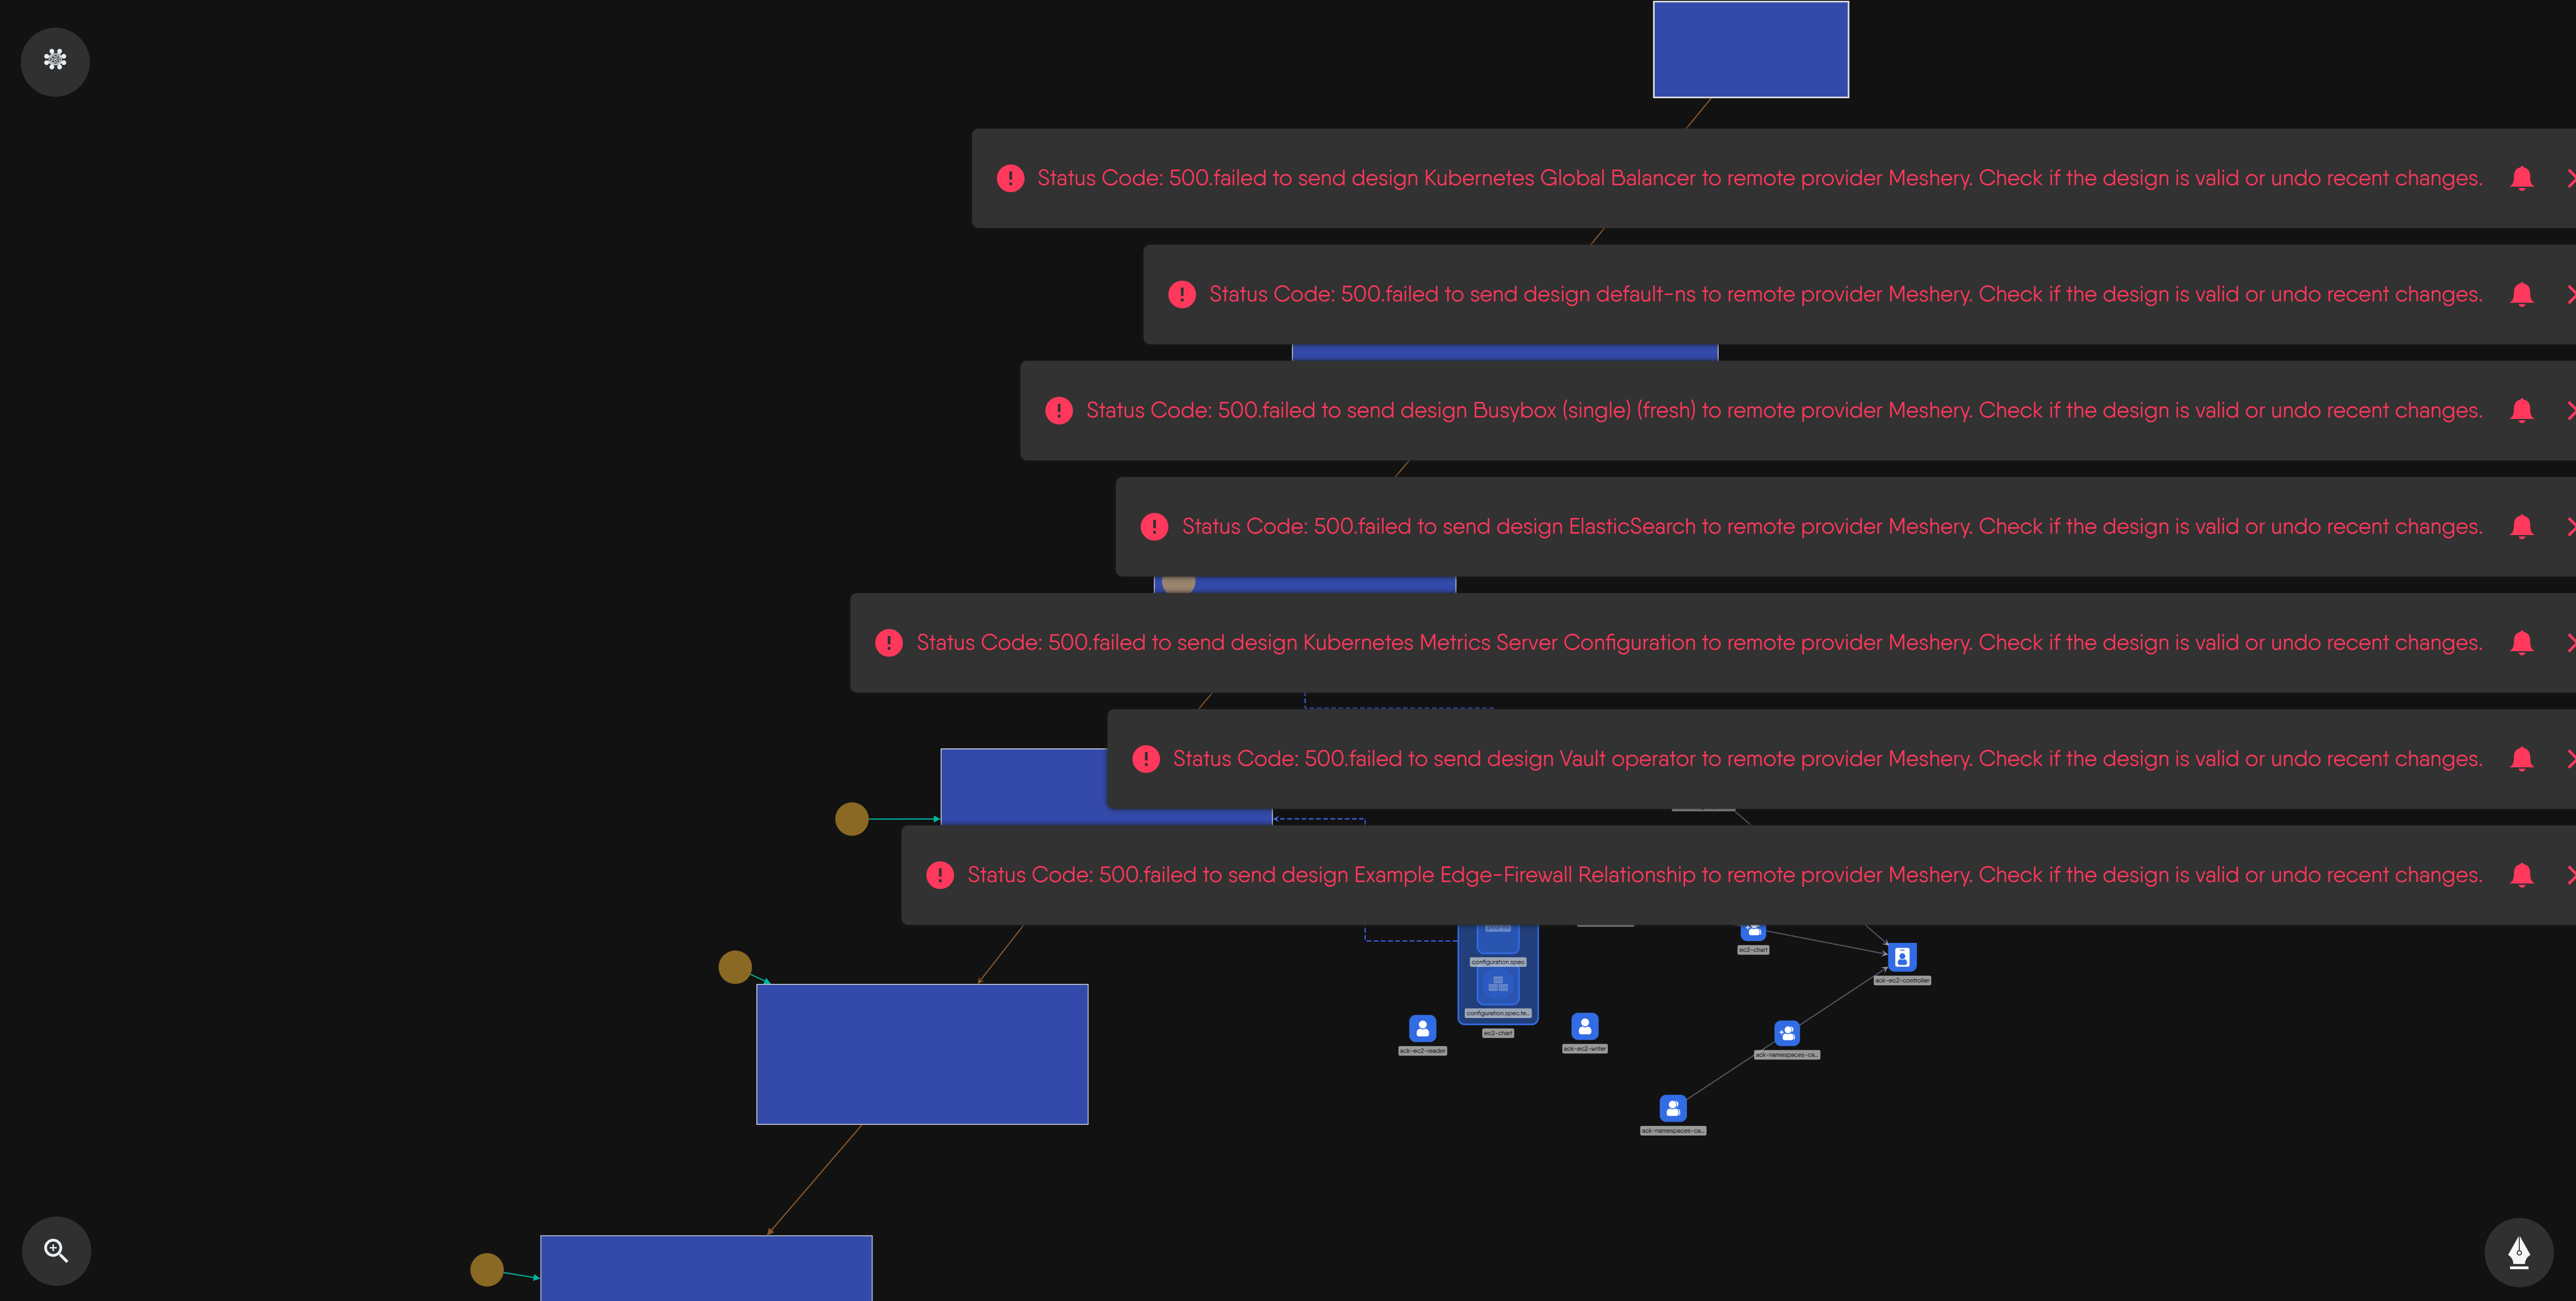 Status Code: 500.failed to send design Kubernetes Global Balancer to remote provider Meshery. Check if the design is valid or undo recent changes.
Status Code: 500.failed to send design default-ns to remote provider Meshery. Check if the design is valid or undo recent changes.
Status Code: 500.failed to send design Busybox (single) (fresh) to remote provider Meshery. Check if the design is valid or undo recent changes.
Status Code: 500.failed to send design ElasticSearch to remote provider Meshery. Check if the design is valid or undo recent changes.
Status Code: 500.failed to send design Kubernetes Metrics Server Configuration to remote provider Meshery. Check if the design is valid or undo recent changes.
Status Code: 500.failed to send design Vault operator to remote provider Meshery. Check if the design is valid or undo recent changes.
Status Code: 500.failed to send design Example Edge-Firewall Relationship to remote provider Meshery. Check if the design is valid or undo recent changes.
ec2-chart
configuration.spec
ack-ec2-controller
configuration.spec.te...
ec2-chart
ack-ec2-reader
ack-ec2-writer
ack-namespaces-ca...
ack-namespaces-ca...